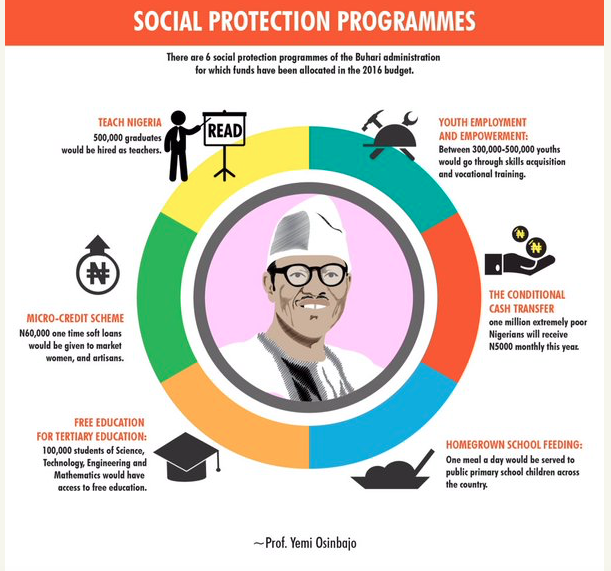 SOCIAL PROTECTION PROGRAMMES
There are 6 social protection programmes of the Buhari administration
for which funds have been allocated in the 2016 budget.
TEACH NIGERIA
500,000 graduates
would be hired as teachers.
READ
YOUTH EMPLOYMENT
AND EMPOWERMENT:
Between 300,000-500,000 youths
would go through skills acquisition
and vocational training.
₦
MICRO-CREDIT SCHEME
N60,000 one time soft loans
would be given to market
women, and artisans.
₦
₦
THE CONDITIONAL
CASH TRANSFER
one million extremely poor
Nigerians will receive
N5000 monthly this year.
FREE EDUCATION
FOR TERTIARY EDUCATION:
100,000 students of Science,
Technology, Engineering and
Mathematics would have
access to free education.
HOMEGROWN SCHOOL FEEDING:
One meal a day would be served to
public primary school children across
the country.
~Prof. Yemi Osinbajo